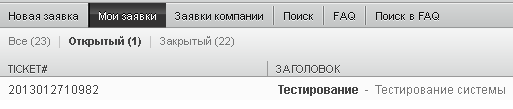 Новая заявка Мои заявки Заявки компании Поиск FAQ Поиск в FAQ
Все (23) Открытый (1) Закрытый (22)
TICKET# ЗАГОЛОВОК
2013012710982 Тестирование - Тестирование системы